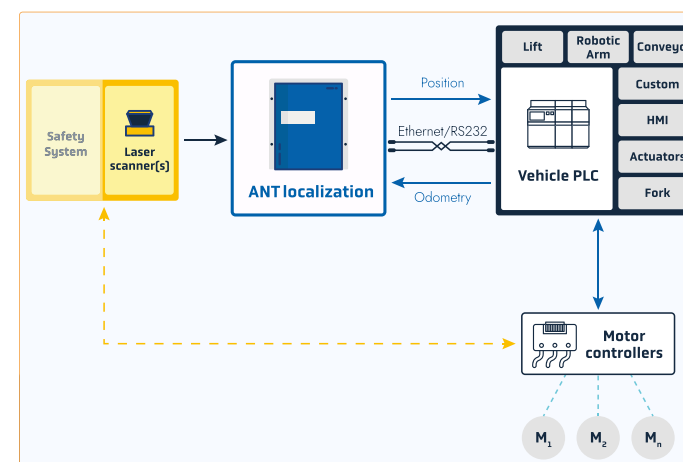 Lift
Robotic
Arm
Conveyo
Custom
HMI
Actuators
Fork
Vehicle PLC
Position
Ethernet/RS232
Odometry
ANT localization
Safety
System
Laser
scanner(s)
Motor
controllers
M1
M2
Mn